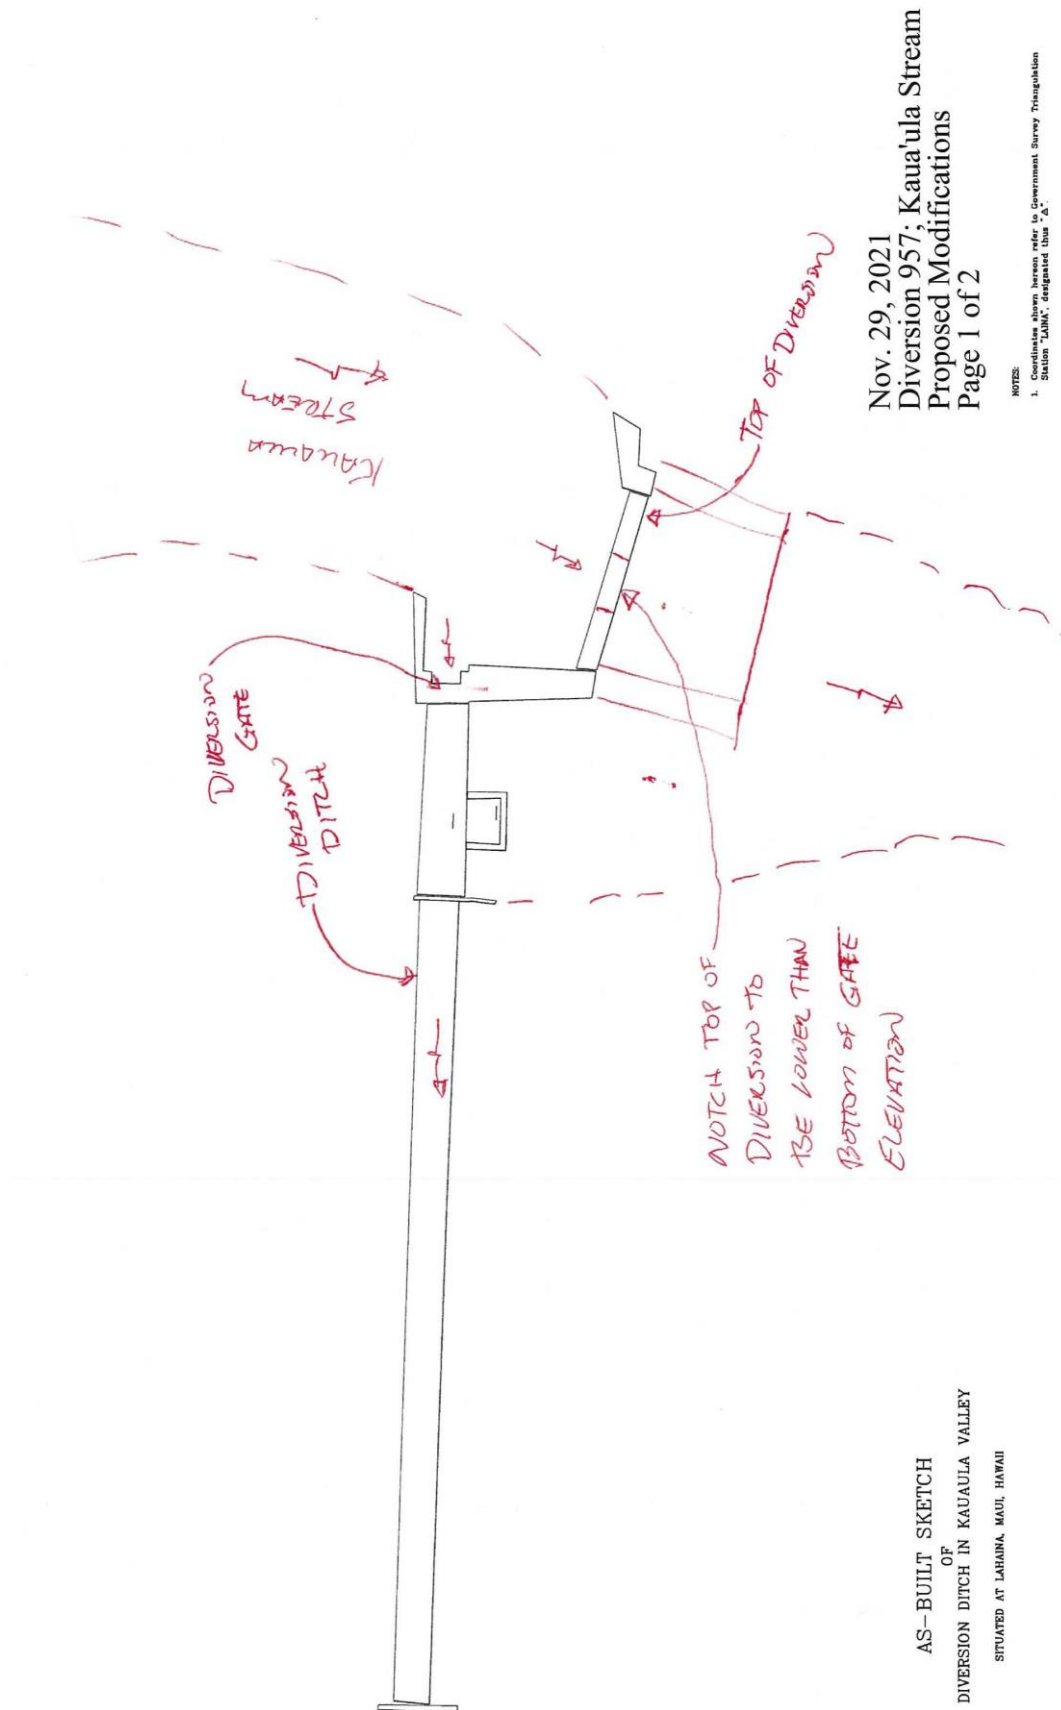 KAUAULA
STREAM
DIVERSION
GATE
DIVERSION
DITCH
TOP OF DIVERSION
NOTCH TOP OF
DIVERSION TO
BE LOWER THAN
BOTTOM OF GATE
ELEVATION
Nov. 29, 2021
Diversion 957; Kaua'ula Stream
Proposed Modifications
Page 1 of 2
NOTES:
1. Coordinates shown hereon refer to Government Survey Triangulation
Station "LAINA", designated thus "△".
AS-BUILT SKETCH
OF
DIVERSION DITCH IN KAUAULA VALLEY
SITUATED AT LAHAINA, MAUI, HAWAII